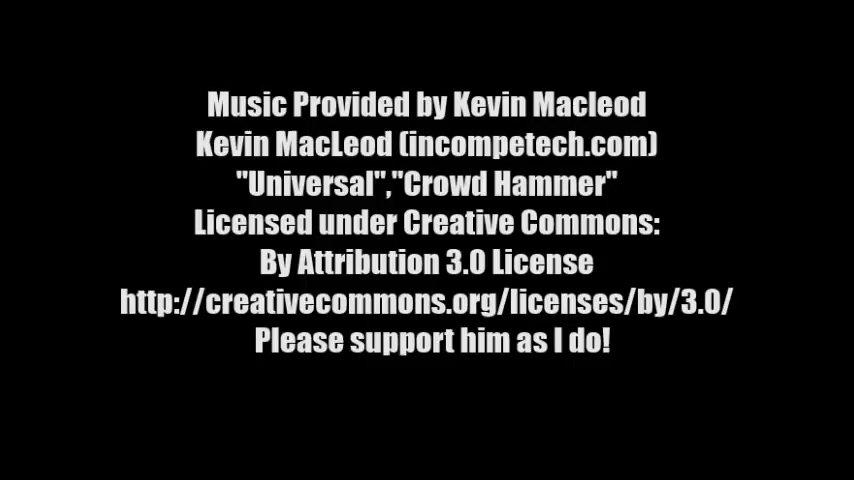 Music Provided by Kevin Macleod
Kevin MacLeod (incompetech.com)
"Universal","Crowd Hammer"
Licensed under Creative Commons:
By Attribution 3.0 License
http://creativecommons.org/licenses/by/3.0/
Please support him as I do!